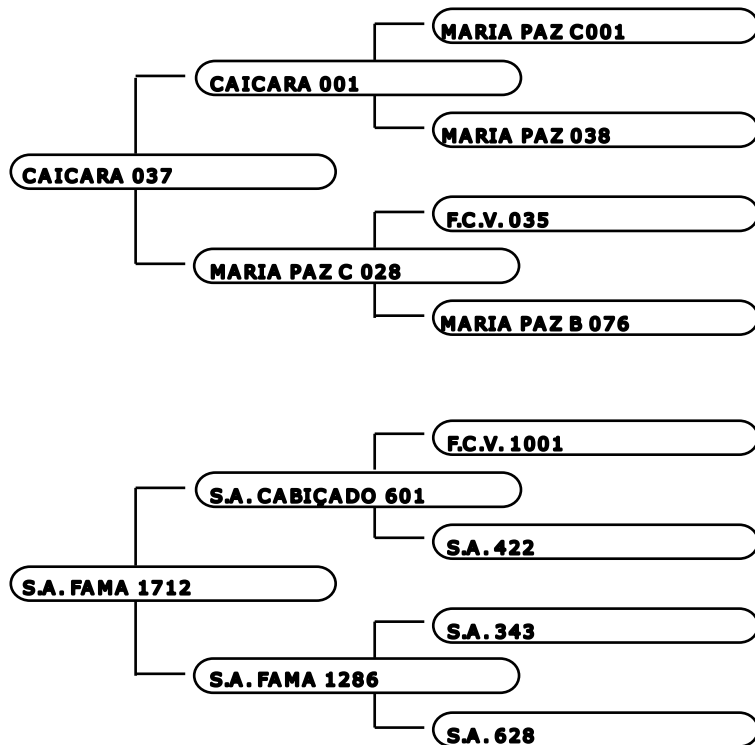 MARIA PAZ C001
CAICARA 001
MARIA PAZ 038
CAICARA 037
F.C.V. 035
MARIA PAZ C 028
MARIA PAZ B 076
F.C.V. 1001
S.A. CABIÇADO 601
S.A. 422
S.A. FAMA 1712
S.A. 343
S.A. FAMA 1286
S.A. 628